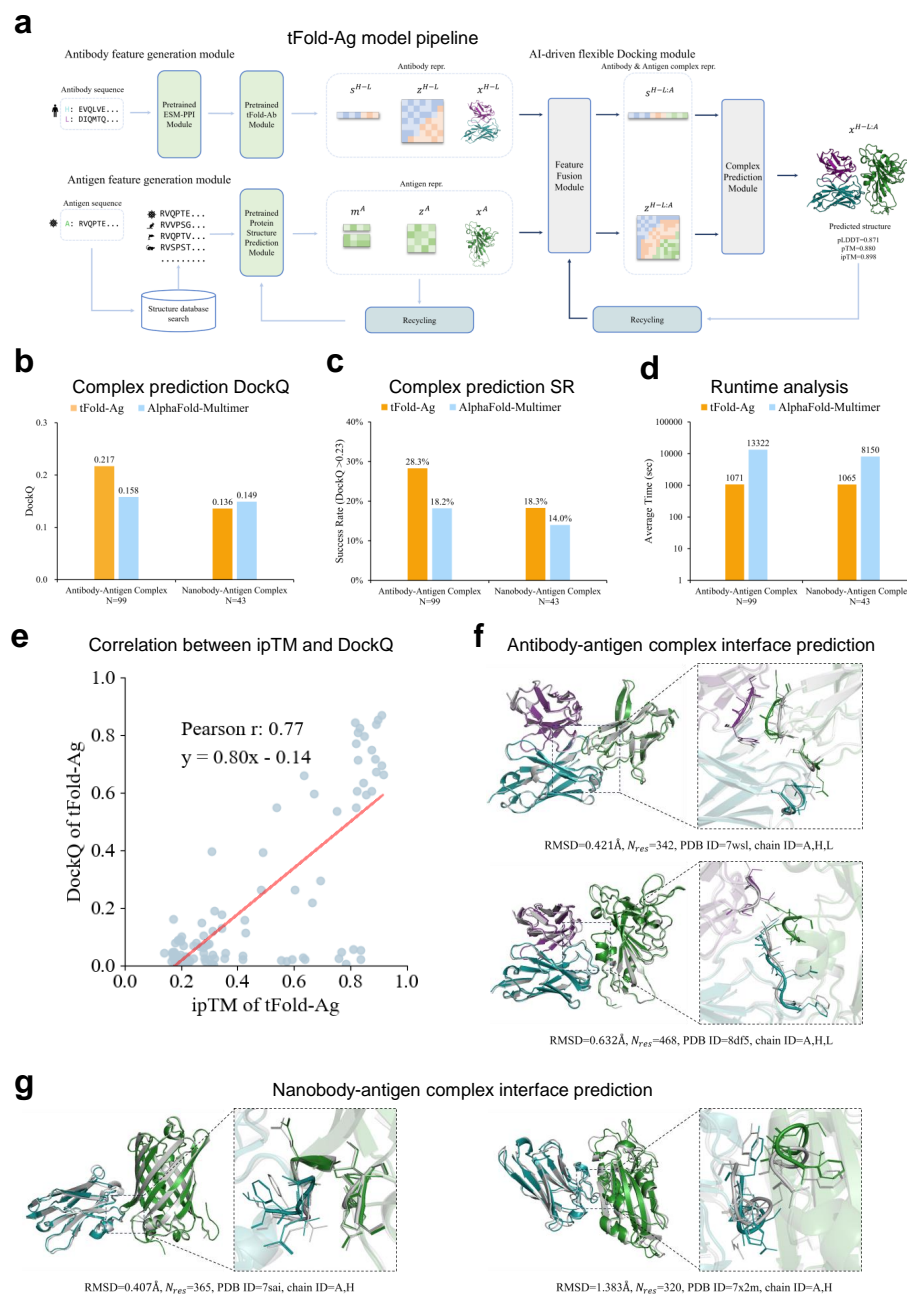 a
tFold-Ag model pipeline
Antibody feature generation module
AI-driven flexible Docking module
Antibody sequence
H: EVQLVE...
L: DIQMTQ...
Pretrained
ESM-PPI
Module
Pretrained
tFold-Ab
Module
Antibody repr.
s^{H-L} z^{H-L} x^{H-L}
Antibody & Antigen complex repr.
s^{H-L:A}
Feature
Fusion
Module
Complex
Prediction
Module
x^{H-L:A}
Antigen feature generation module
Antigen sequence
A: RVQPTE...
RVQPTE...
RVVPSG...
RVQPTV...
RVSPST...
.........
Pretrained
Protein
Structure
Prediction
Module
Antigen repr.
m^A z^A x^A
z^{H-L:A}
Predicted structure
pLDDT=0.871
pTM=0.880
ipTM=0.898
Structure database
search
Recycling
Recycling
b
Complex prediction DockQ
tFold-Ag AlphaFold-Multimer
DockQ
0.3
0.2
0.1
0.0
0.217
0.158
0.136
0.149
Antibody-Antigen Complex
N=99
Nanobody-Antigen Complex
N=43
c
Complex prediction SR
tFold-Ag AlphaFold-Multimer
Success Rate (DockQ >0.23)
40%
30%
20%
10%
0%
28.3%
18.2%
18.3%
14.0%
Antibody-Antigen Complex
N=99
Nanobody-Antigen Complex
N=43
d
Runtime analysis
tFold-Ag AlphaFold-Multimer
Average Time (sec)
100000
10000
1000
100
10
1
1071
13322
1065
8150
Antibody-Antigen Complex
N=99
Nanobody-Antigen Complex
N=43
e
Correlation between ipTM and DockQ
DockQ of tFold-Ag
1.0
0.8
0.6
0.4
0.2
0.0
Pearson r: 0.77
y = 0.80x - 0.14
0.0 0.2 0.4 0.6 0.8 1.0
ipTM of tFold-Ag
f
Antibody-antigen complex interface prediction
RMSD=0.421Å, N_{res}=342, PDB ID=7wsl, chain ID=A,H,L
RMSD=0.632Å, N_{res}=468, PDB ID=8df5, chain ID=A,H,L
g
Nanobody-antigen complex interface prediction
RMSD=0.407Å, N_{res}=365, PDB ID=7sai, chain ID=A,H
RMSD=1.383Å, N_{res}=320, PDB ID=7x2m, chain ID=A,H